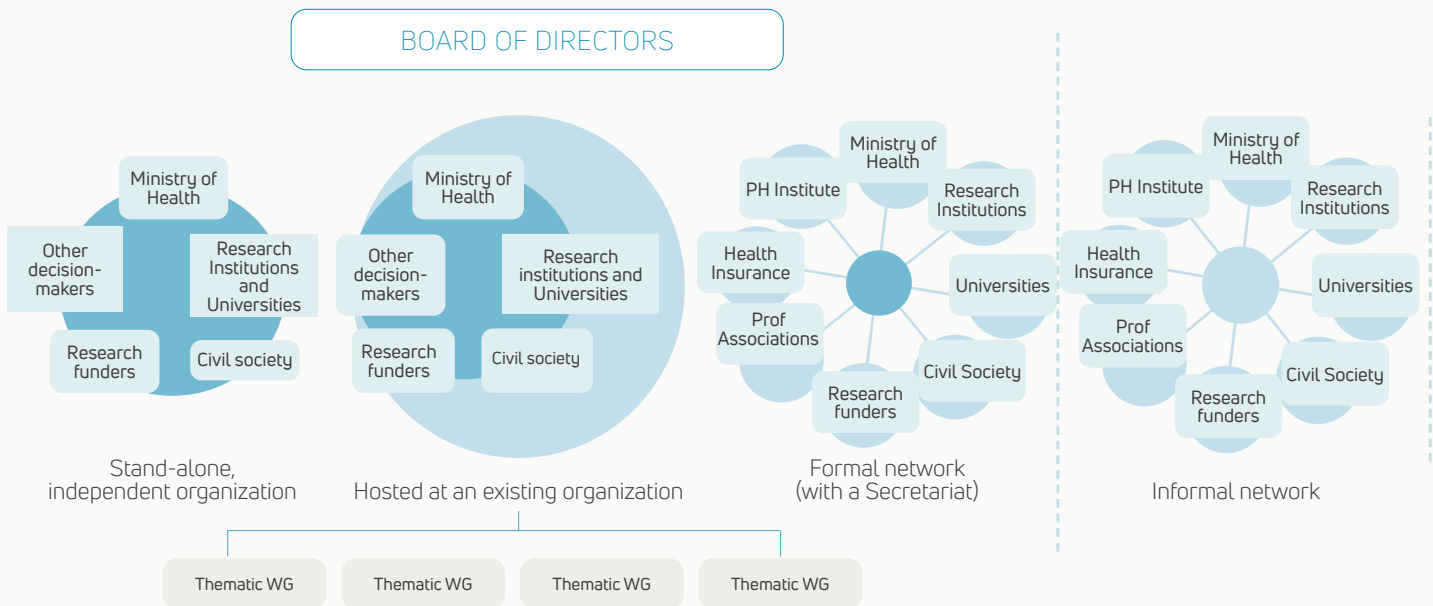 BOARD OF DIRECTORS
Ministry of
Health
Other
decision-
makers
Research
Institutions
and
Universities
Research
funders
Civil society
Stand-alone,
independent organization
Ministry of
Health
Other
decision-
makers
Research
institutions and
Universities
Research
funders
Civil society
Hosted at an existing organization
Ministry of
Health
PH Institute
Research
Institutions
Health
Insurance
Universities
Prof
Associations
Civil Society
Research
funders
Formal network
(with a Secretariat)
Ministry of
Health
PH Institute
Research
Institutions
Health
Insurance
Universities
Prof
Associations
Civil Society
Research
funders
Informal network
Thematic WG
Thematic WG
Thematic WG
Thematic WG